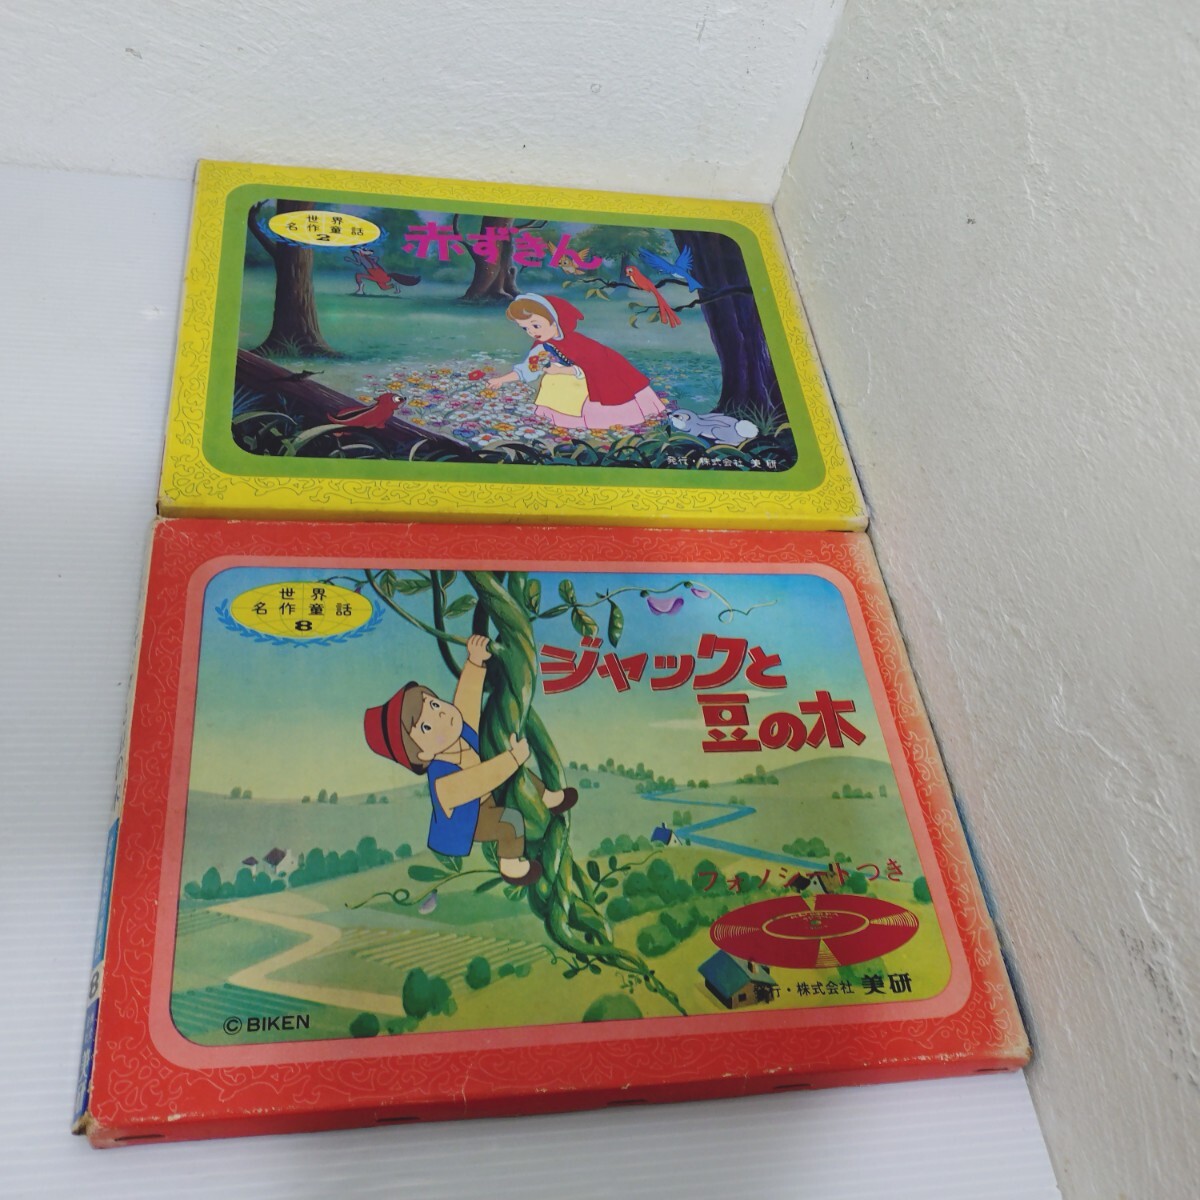 世界
名作童話
2
赤ずきん
発行・株式会社 美研
世界
名作童話
8
ジャックと
豆の木
フォノシートつき
発行・株式会社 美研
©BIKEN
8